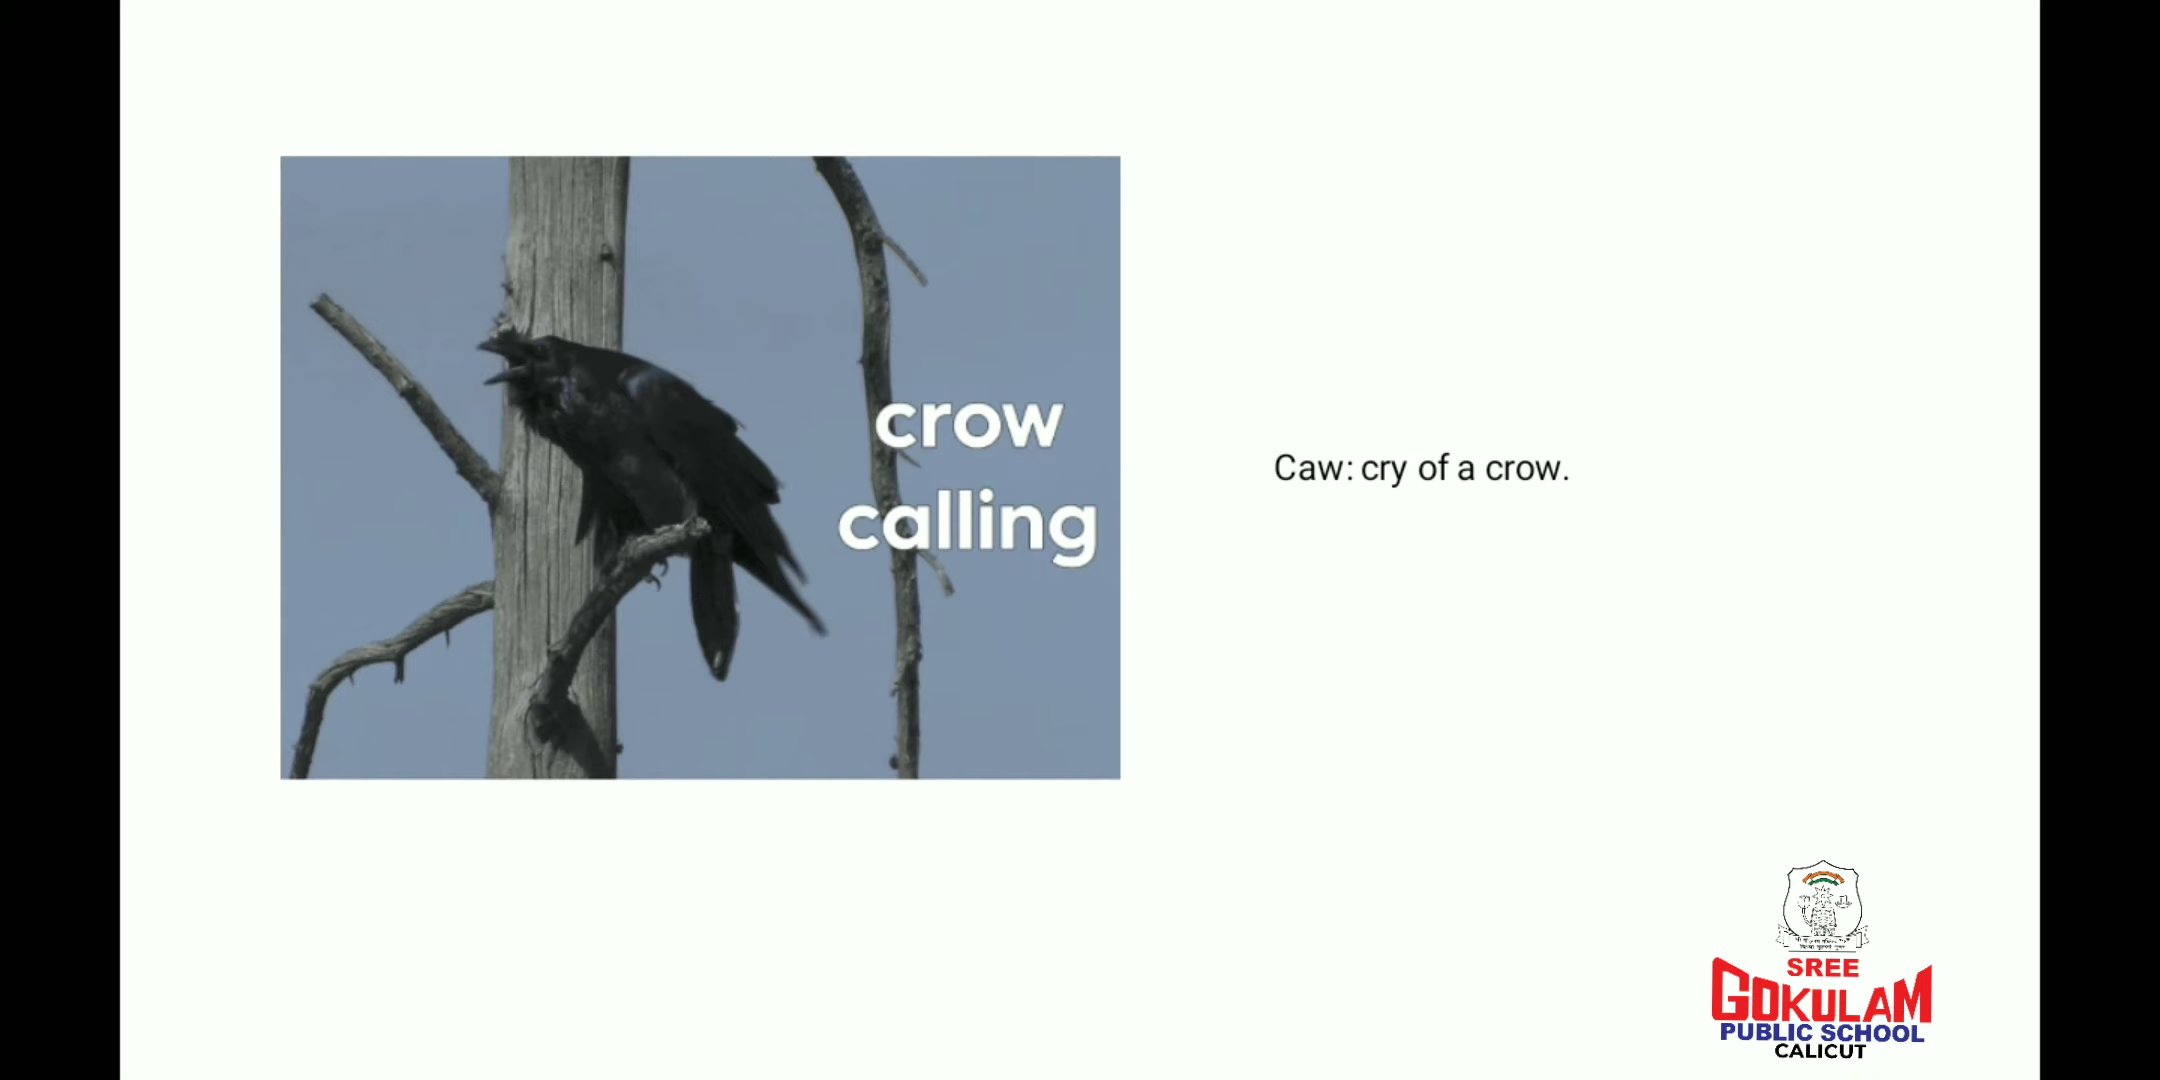 crow
calling
Caw: cry of a crow.
SREE
GOKULAM
PUBLIC SCHOOL
CALICUT